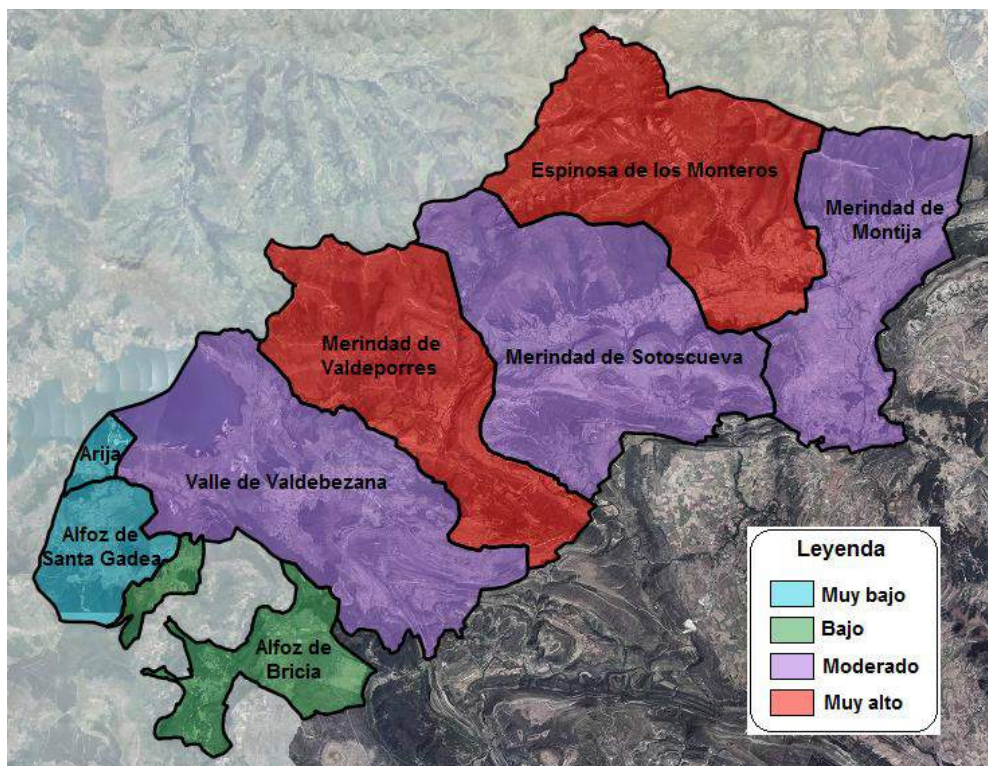 Espinosa de los Monteros
Merindad de
Montija
Merindad de
Valdeporres
Merindad de Sotoscueva
Arija
Valle de Valdebezana
Alfoz de
Santa Gadea
Alfoz de
Bricia
Leyenda
Muy bajo
Bajo
Moderado
Muy alto